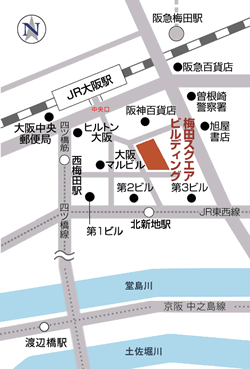 N
阪急梅田駅
JR大阪駅
阪急百貨店
中央口
曽根崎
警察署
阪神百貨店
旭屋
書店
大阪中央
郵便局
四ツ橋筋
ヒルトン
大阪
梅田スクエア
ビルディング
大阪
マルビル
西梅田駅
第2ビル
第3ビル
JR東西線
第1ビル
北新地駅
四ツ橋線
堂島川
京阪 中之島線
渡辺橋駅
土佐堀川